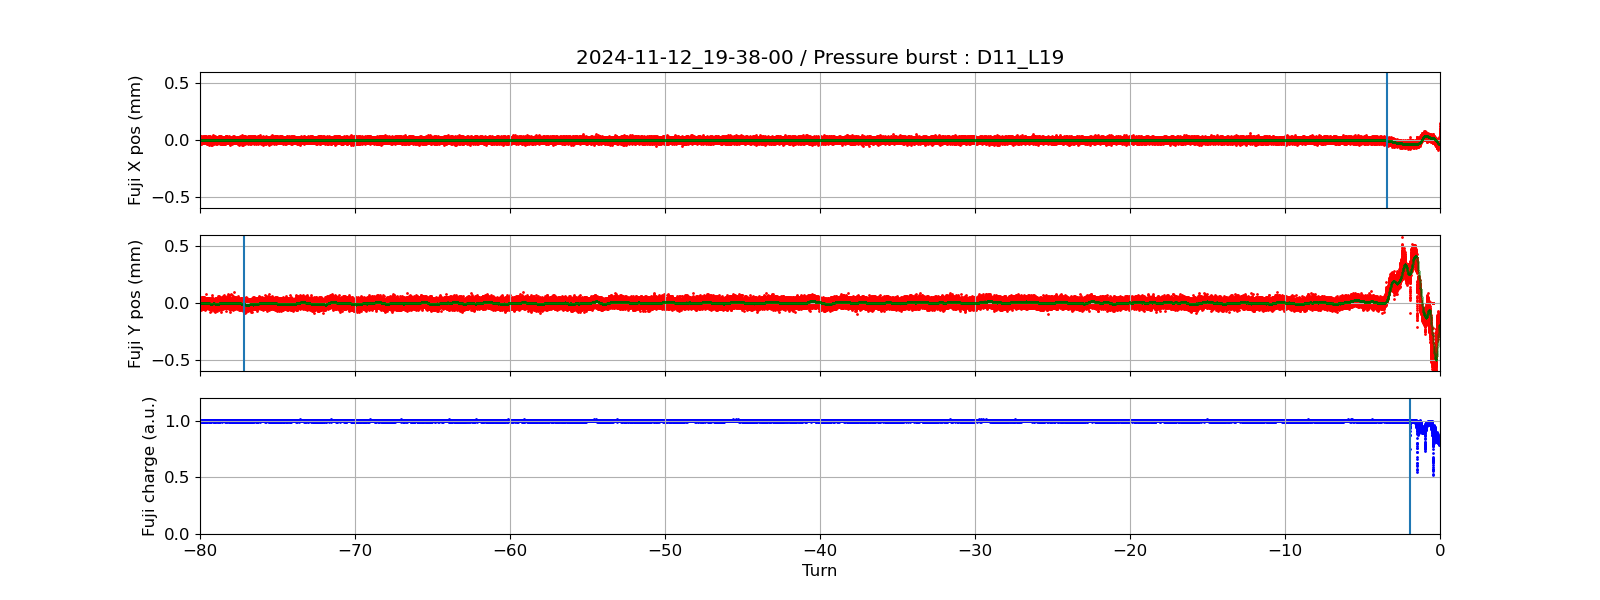 2024-11-12_19-38-00 / Pressure burst : D11_L19
Fuji X pos (mm)
0.5
0.0
−0.5
Fuji Y pos (mm)
0.5
0.0
−0.5
Fuji charge (a.u.)
1.0
0.5
0.0
−80 −70 −60 −50 −40 −30 −20 −10 0
Turn